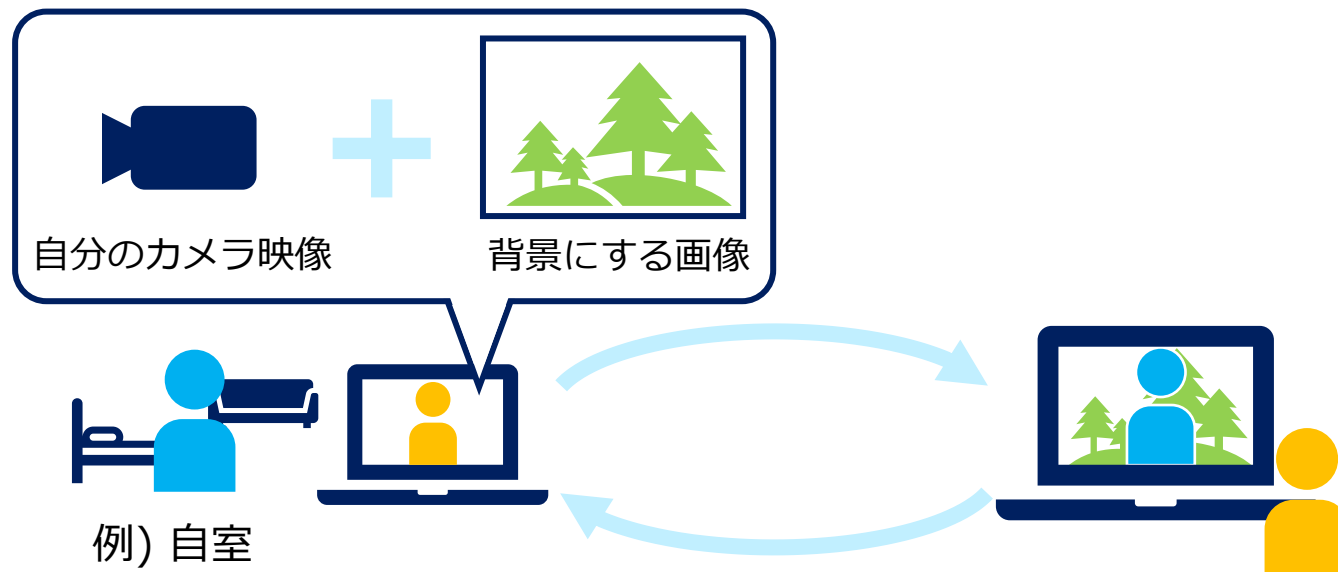 自分のカメラ映像
背景にする画像
例) 自室